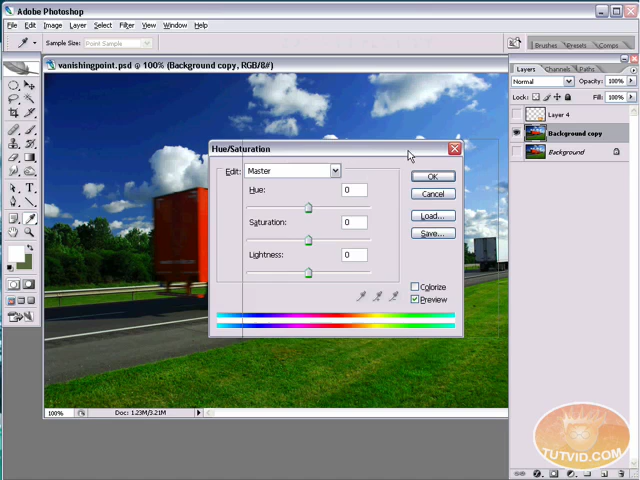 Adobe Photoshop
File Edit Image Layer Select Filter View Window Help
Sample Size: Point Sample
Brushes Presets Comps
vanishingpoint.psd @ 100% (Background copy, RGB/8#)
Layers Channels Paths
Normal Opacity: 100%
Lock: Fill: 100%
Layer 4
Background copy
Background
Hue/Saturation
Edit: Master
Hue: 0
Saturation: 0
Lightness: 0
OK
Cancel
Load...
Save...
Colorize
Preview
100% Doc: 1.23M/3.21M
TUTVID.COM